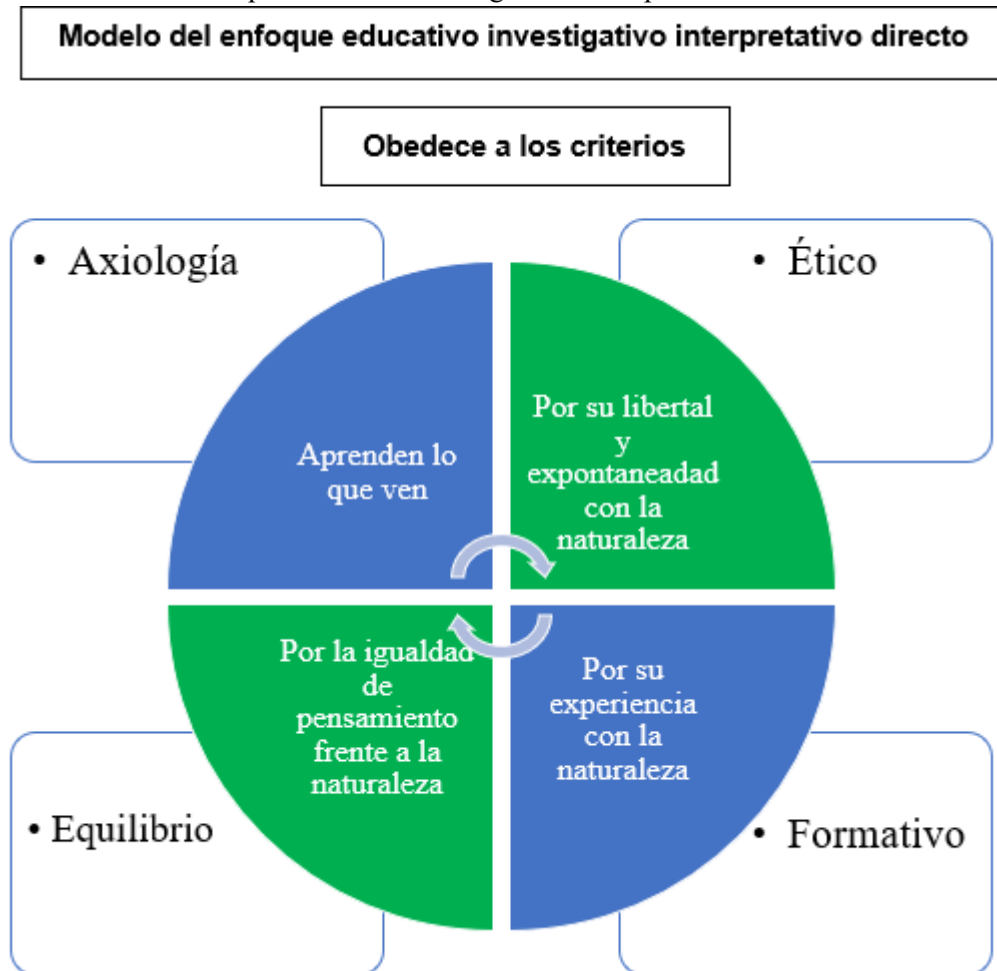 Modelo del enfoque educativo investigativo interpretativo directo
Obedece a los criterios
• Axiología
• Ético
Aprenden lo
que ven
Por su libertal
y
expontaneadad
con la
naturaleza
Por la igualdad
de
pensamiento
frente a la
naturaleza
Por su
experiencia
con la
naturaleza
• Equilibrio
• Formativo